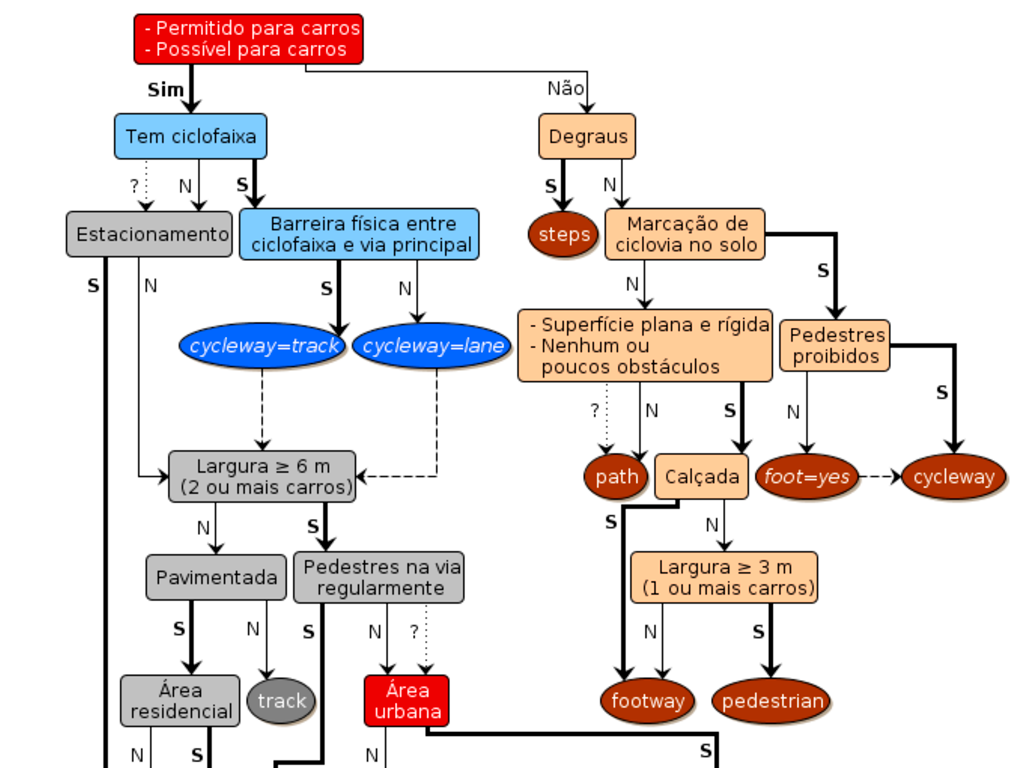 - Permitido para carros
- Possível para carros
Sim
Não
Tem ciclofaixa
Degraus
?
N
S
S
N
Estacionamento
Barreira física entre
ciclofaixa e via principal
steps
Marcação de
ciclovia no solo
S
N
S
N
N
S
- Superfície plana e rígida
- Nenhum ou
poucos obstáculos
Pedestres
proibidos
cycleway=track
cycleway=lane
?
N
S
N
S
Largura ≥ 6 m
(2 ou mais carros)
path
Calçada
foot=yes
cycleway
N
S
S
N
Pavimentada
Pedestres na via
regularmente
Largura ≥ 3 m
(1 ou mais carros)
S
N
S
N
?
N
S
Área
residencial
track
Área
urbana
footway
pedestrian
N
S
N
S